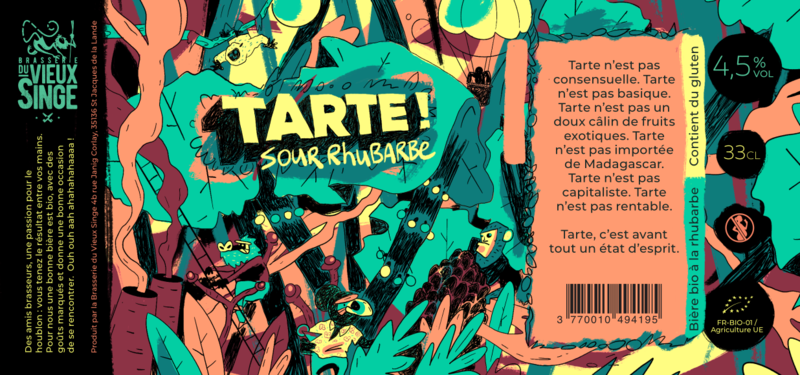 BRASSERIE
DU VIEUX
SINGE
Des amis brasseurs, une passion pour le
houblon : vous tenez le résultat entre vos mains.
Pour nous une bonne bière est bio, avec des
goûts marqués et donne une bonne occasion
de se rencontrer. Ouh ouh aah ahahahahaaaa !
Produit par la Brasserie du Vieux Singe 4b rue Janig Corlay, 35136 St Jacques de la Lande
TARTE!
SOUR RHUBARBE
Tarte n’est pas
consensuelle. Tarte
n’est pas basique.
Tarte n’est pas un
doux câlin de fruits
exotiques. Tarte
n’est pas importée
de Madagascar.
Tarte n’est pas
capitaliste. Tarte
n’est pas rentable.
Tarte, c’est avant
tout un état d’esprit.
3 770010 494195
Bière bio à la rhubarbe
Contient du gluten
4,5% VOL
33CL
FR-BIO-01 /
Agriculture UE